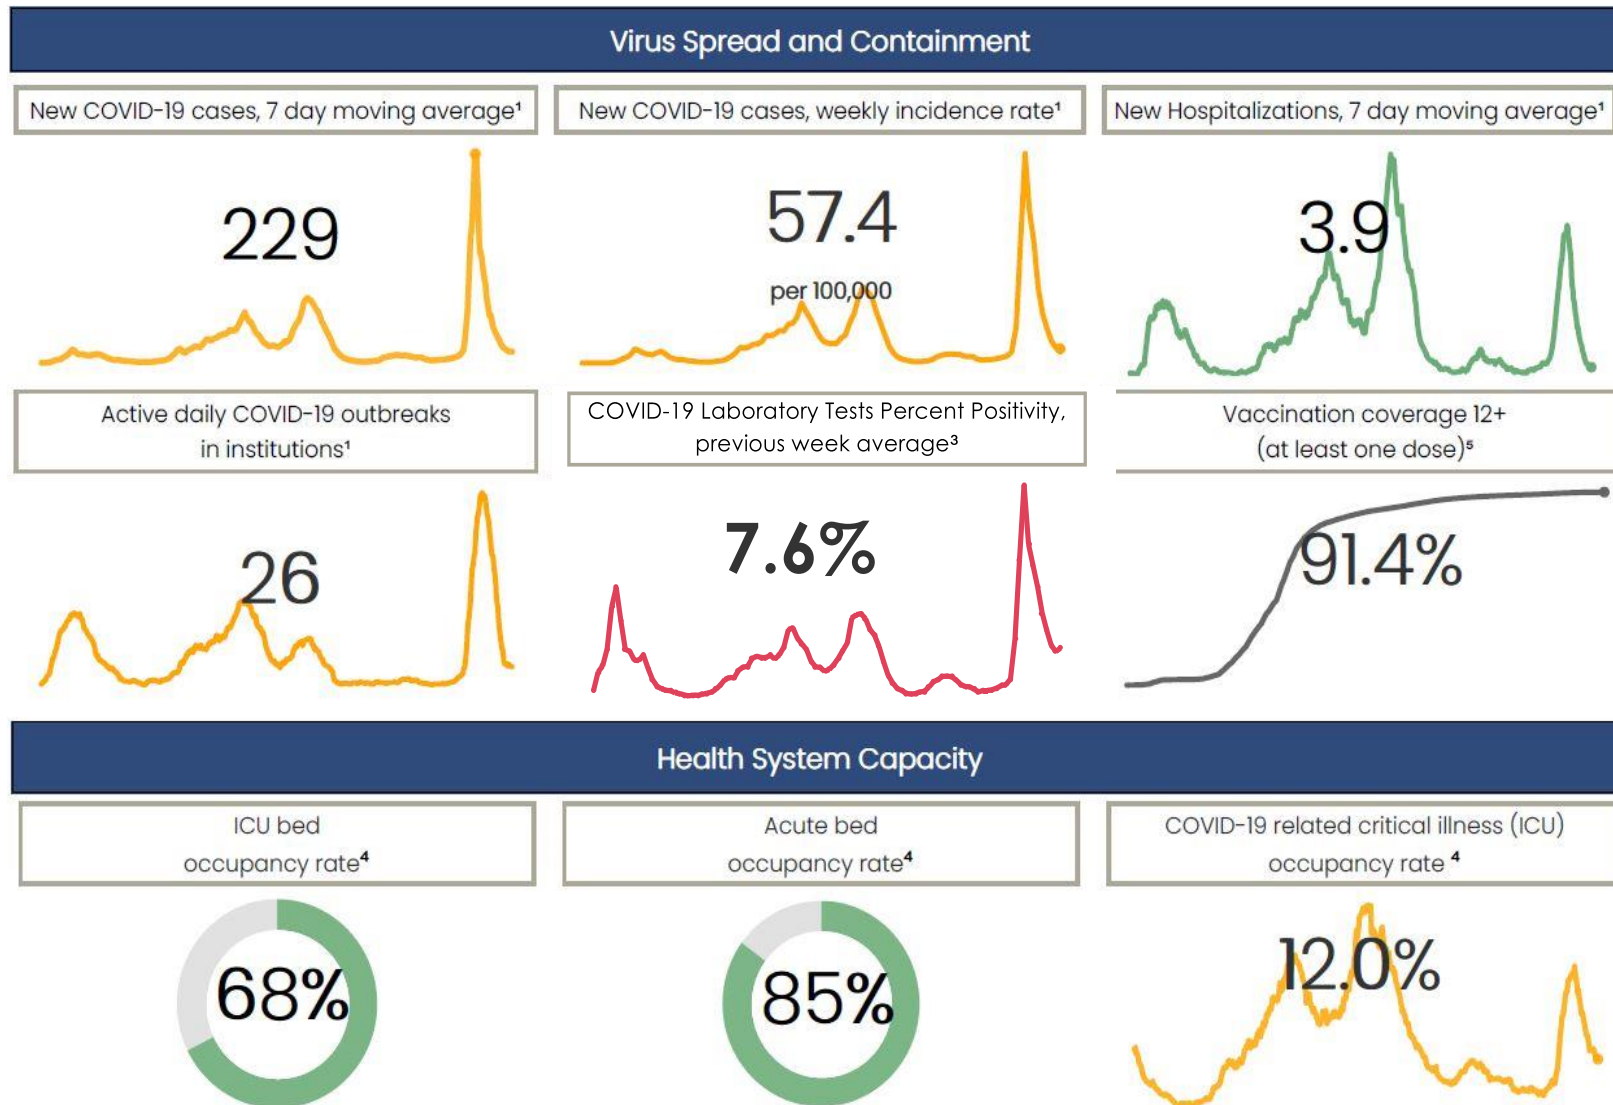 Virus Spread and Containment
New COVID-19 cases, 7 day moving average¹
New COVID-19 cases, weekly incidence rate¹
New Hospitalizations, 7 day moving average¹
229
57.4
per 100,000
3.9
Active daily COVID-19 outbreaks
in institutions¹
COVID-19 Laboratory Tests Percent Positivity,
previous week average³
Vaccination coverage 12+
(at least one dose)⁵
26
7.6%
91.4%
Health System Capacity
ICU bed
occupancy rate⁴
Acute bed
occupancy rate⁴
COVID-19 related critical illness (ICU)
occupancy rate ⁴
68%
85%
12.0%